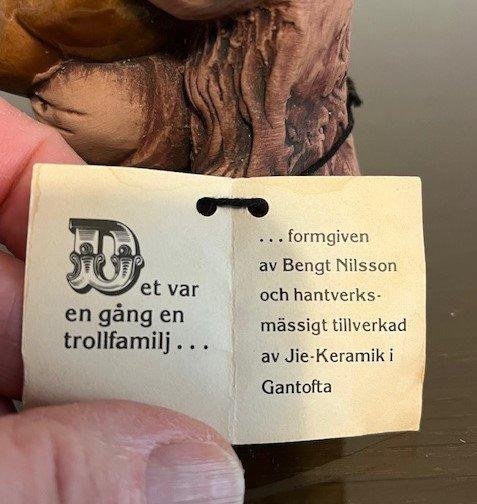 Det var
en gång en
trollfamilj . . .
. . . formgiven
av Bengt Nilsson
och hantverks-
mässigt tillverkad
av Jie-Keramik i
Gantofta